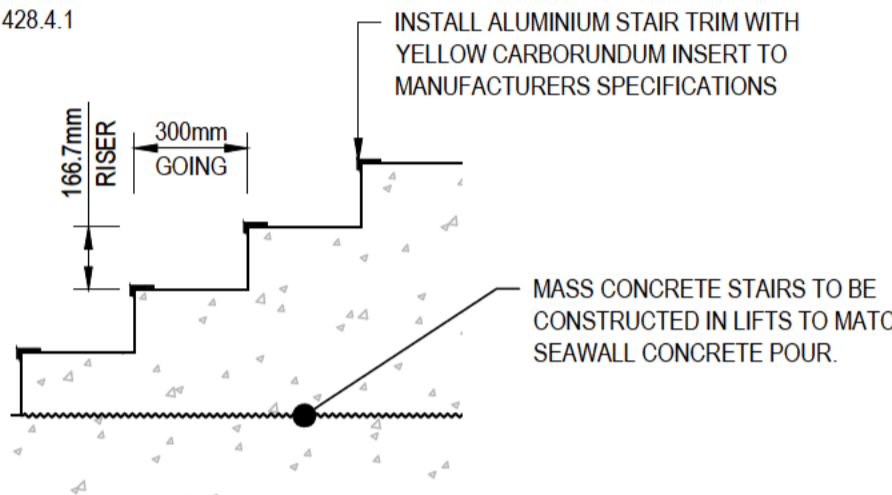 428.4.1
INSTALL ALUMINIUM STAIR TRIM WITH
YELLOW CARBORUNDUM INSERT TO
MANUFACTURERS SPECIFICATIONS
166.7mm
RISER
300mm
GOING
MASS CONCRETE STAIRS TO BE
CONSTRUCTED IN LIFTS TO MATC
SEAWALL CONCRETE POUR.